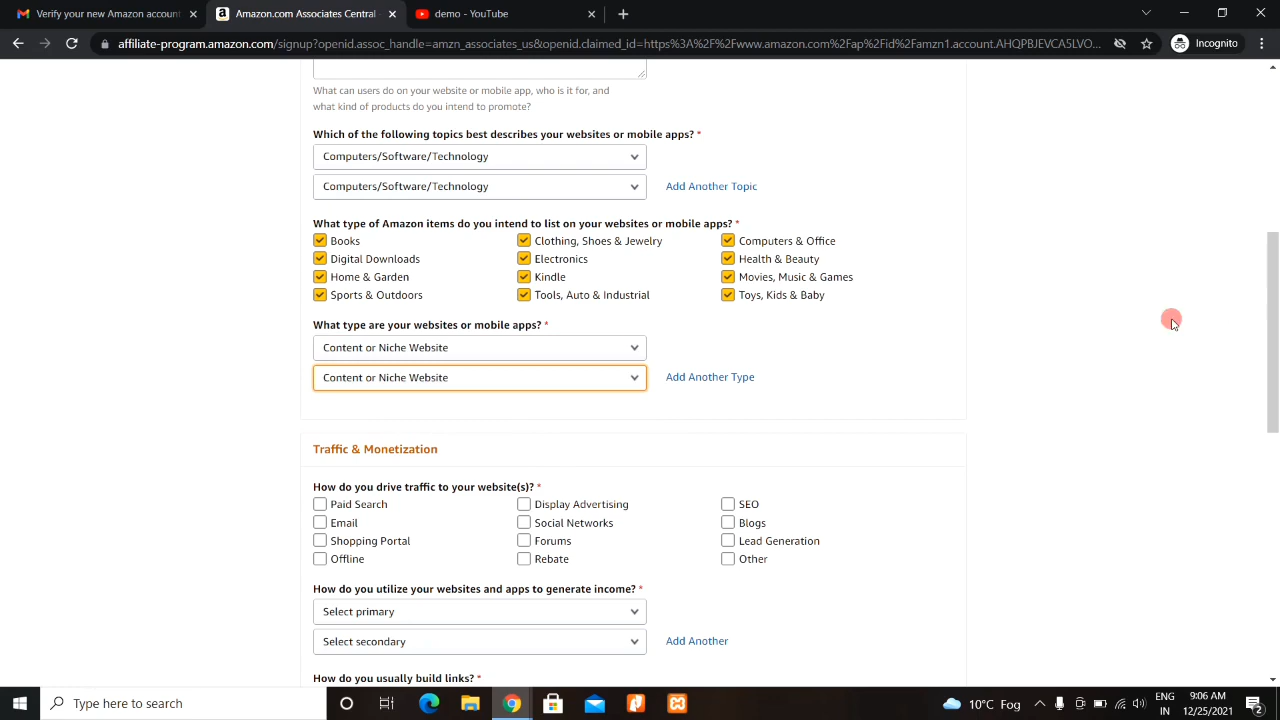 Verify your new Amazon account
Amazon.com Associates Central
demo - YouTube
affiliate-program.amazon.com/signup?openid.assoc_handle=amzn_associates_us&openid.claimed_id=https%3A%2F%2Fwww.amazon.com%2Fap%2Fid%2Famzn1.account.AHQPBJEVCA5LVO...
Incognito
What can users do on your website or mobile app, who is it for, and
what kind of products do you intend to promote?
Which of the following topics best describes your websites or mobile apps? *
Computers/Software/Technology
Computers/Software/Technology
Add Another Topic
What type of Amazon items do you intend to list on your websites or mobile apps? *
Books Clothing, Shoes & Jewelry Computers & Office
Digital Downloads Electronics Health & Beauty
Home & Garden Kindle Movies, Music & Games
Sports & Outdoors Tools, Auto & Industrial Toys, Kids & Baby
What type are your websites or mobile apps? *
Content or Niche Website
Content or Niche Website
Add Another Type
Traffic & Monetization
How do you drive traffic to your website(s)? *
Paid Search Display Advertising SEO
Email Social Networks Blogs
Shopping Portal Forums Lead Generation
Offline Rebate Other
How do you utilize your websites and apps to generate income? *
Select primary
Select secondary
Add Another
How do you usually build links? *
Type here to search
10°C Fog
ENG
IN
9:06 AM
12/25/2021
2